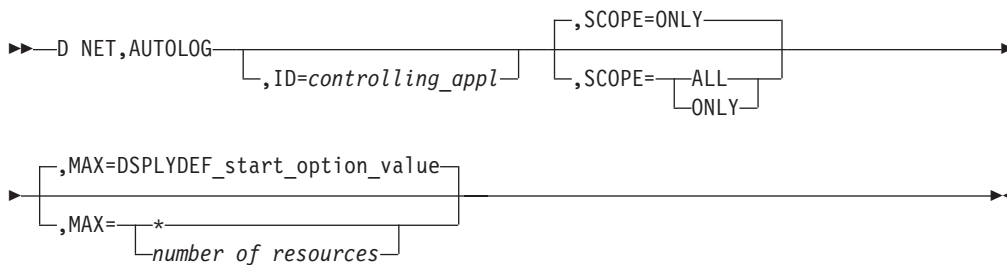 ,SCOPE=ONLY
D NET,AUTOLOG
,ID=controlling_appl
,SCOPE=
ALL
ONLY
,MAX=DSPLYDEF_start_option_value
,MAX=
*
number of resources